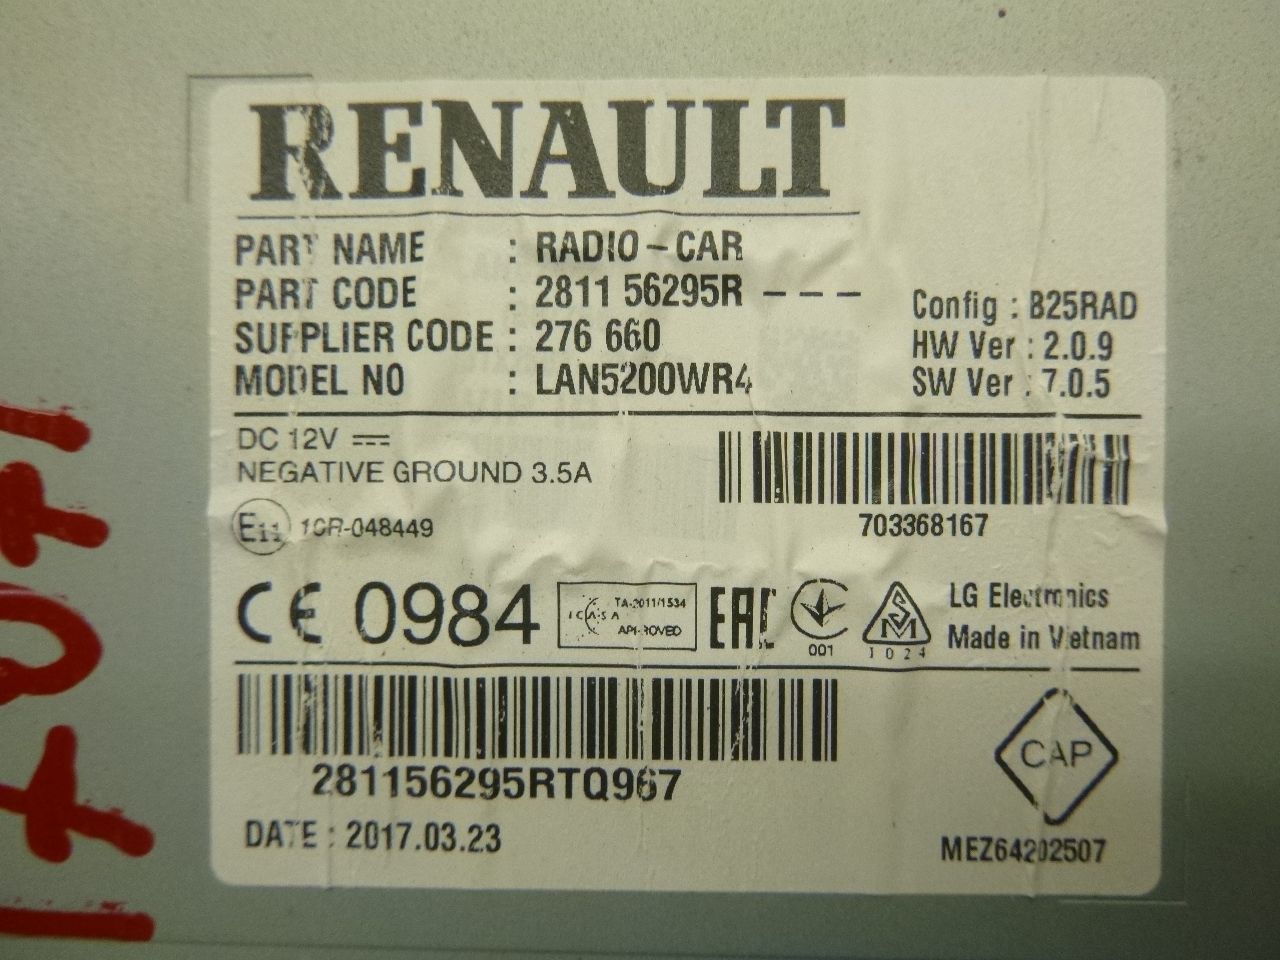 RENAULT
PART NAME : RADIO-CAR
PART CODE : 2811 56295R ---
SUPPLIER CODE : 276 660
MODEL NO : LAN5200WR4
Config : B25RAD
HW Ver : 2.0.9
SW Ver : 7.0.5
DC 12V
NEGATIVE GROUND 3.5A
703368167
E11 10R-048449
CE 0984
TA-2011/1534
ICASA
APPROVED
EAC
001
SM
1024
LG Electronics
Made in Vietnam
281156295RTQ967
CAP
DATE : 2017.03.23
MEZ64202507